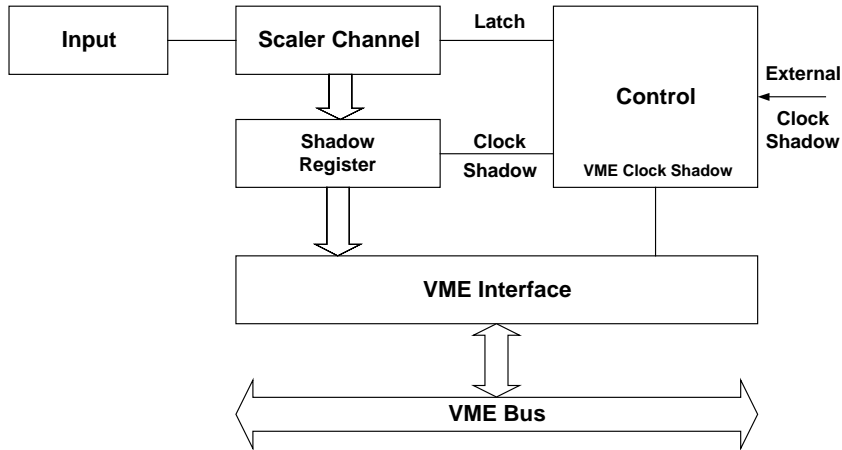 Input
Scaler Channel
Latch
Control
External
Clock
Shadow
Shadow
Register
Clock
Shadow
VME Clock Shadow
VME Interface
VME Bus